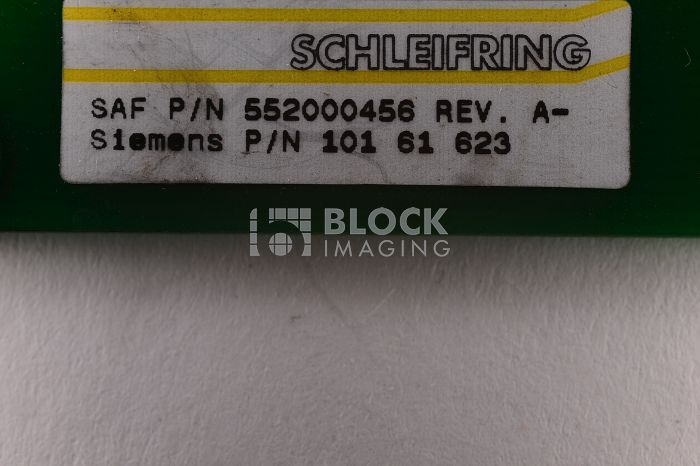 SCHLEIFRING
SAF P/N 552000456 REV. A-
Siemens P/N 101 61 623
BLOCK
IMAGING